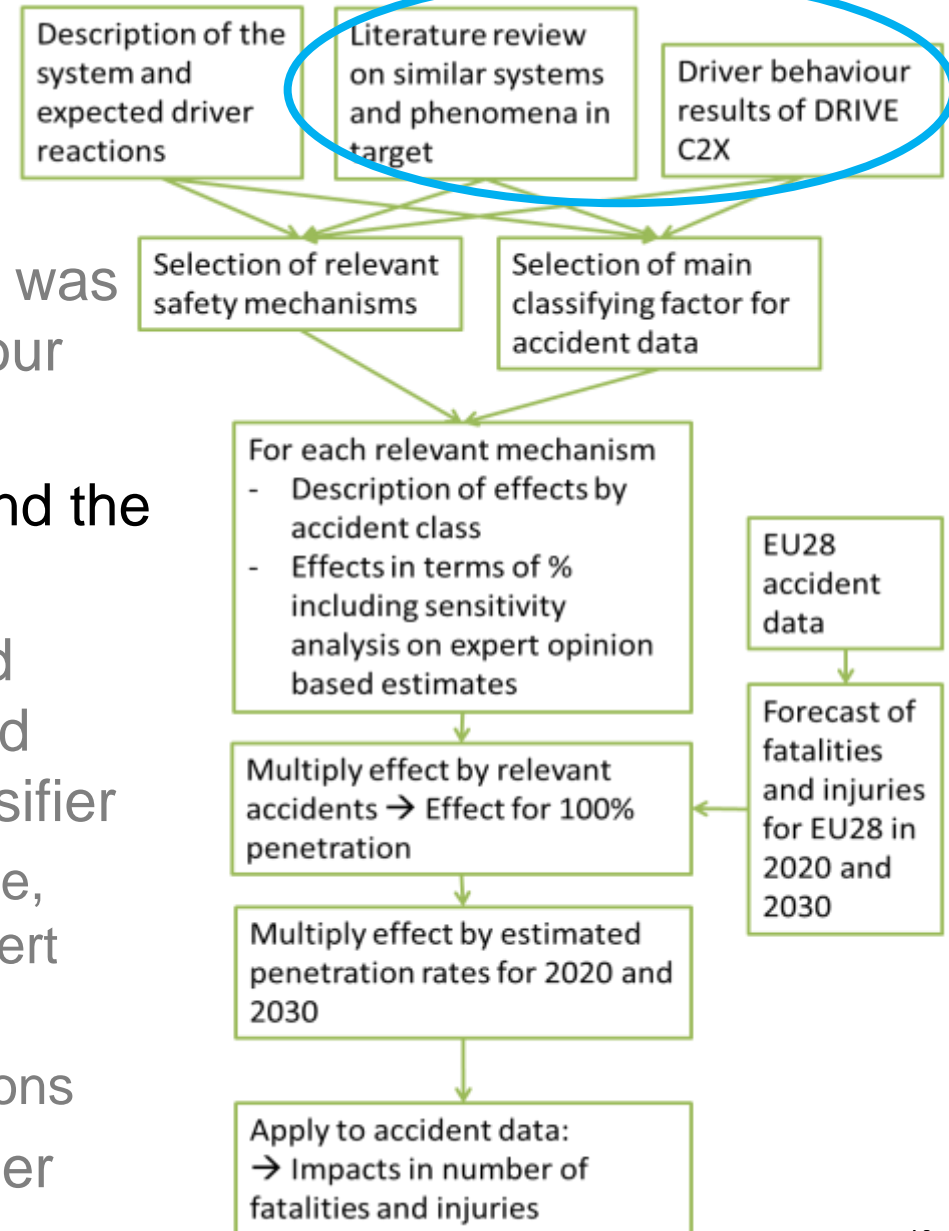 Description of the
system and
expected driver
reactions
Literature review
on similar systems
and phenomena in
target
Driver behaviour
results of DRIVE
C2X
was
our
nd the
d
d
sifier
e,
ert
ons
er
Selection of relevant
safety mechanisms
Selection of main
classifying factor for
accident data
For each relevant mechanism
- Description of effects by
accident class
- Effects in terms of %
including sensitivity
analysis on expert opinion
based estimates
EU28
accident
data
Forecast of
fatalities
and injuries
for EU28 in
2020 and
2030
Multiply effect by relevant
accidents → Effect for 100%
penetration
Multiply effect by estimated
penetration rates for 2020 and
2030
Apply to accident data:
→ Impacts in number of
fatalities and injuries